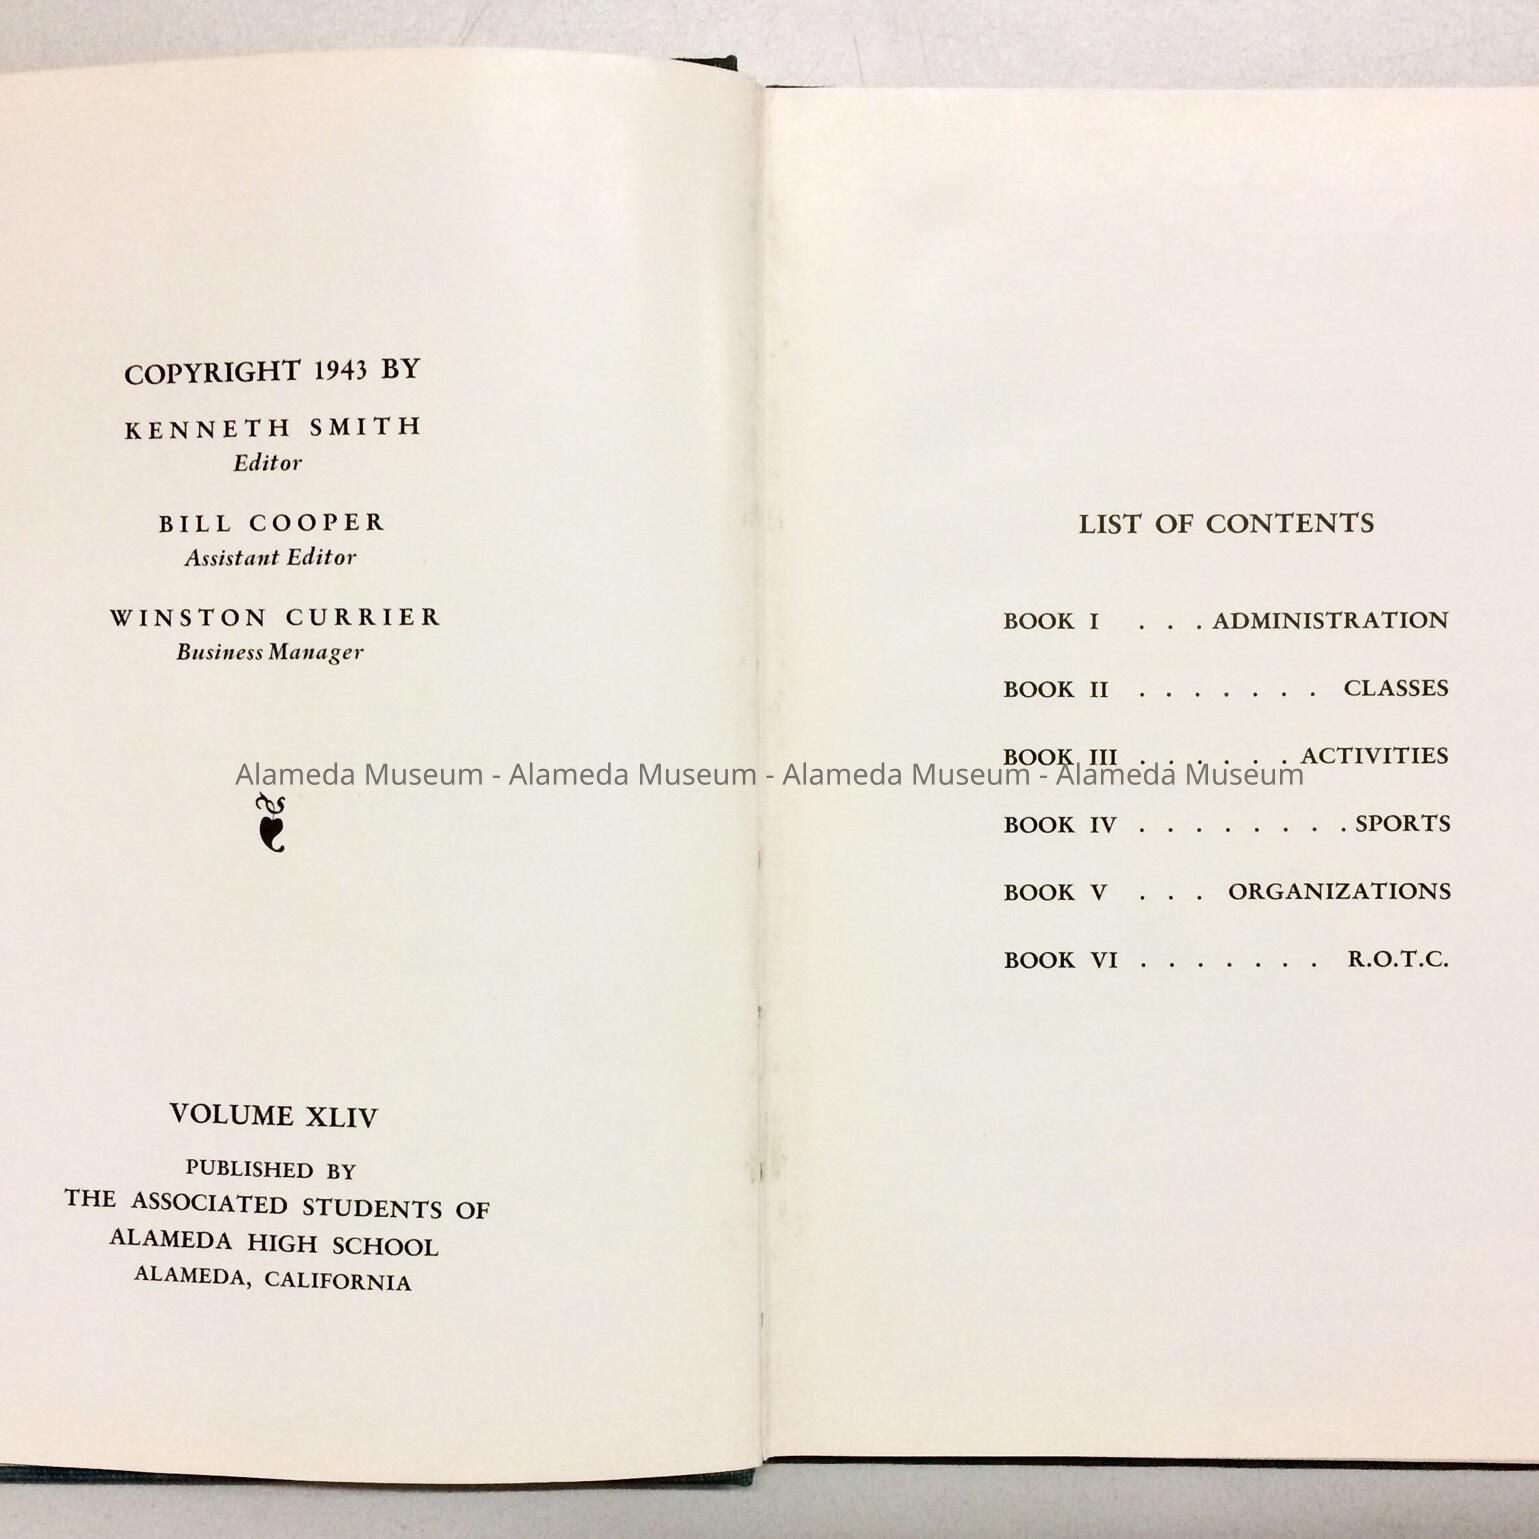 COPYRIGHT 1943 BY
KENNETH SMITH
Editor
BILL COOPER
Assistant Editor
WINSTON CURRIER
Business Manager
VOLUME XLIV
PUBLISHED BY
THE ASSOCIATED STUDENTS OF
ALAMEDA HIGH SCHOOL
ALAMEDA, CALIFORNIA
LIST OF CONTENTS
BOOK I . . . ADMINISTRATION
BOOK II . . . . . . . CLASSES
BOOK III . . . . . . ACTIVITIES
BOOK IV . . . . . . . . SPORTS
BOOK V . . . ORGANIZATIONS
BOOK VI . . . . . . . R.O.T.C.
Alameda Museum - Alameda Museum - Alameda Museum - Alameda Museum